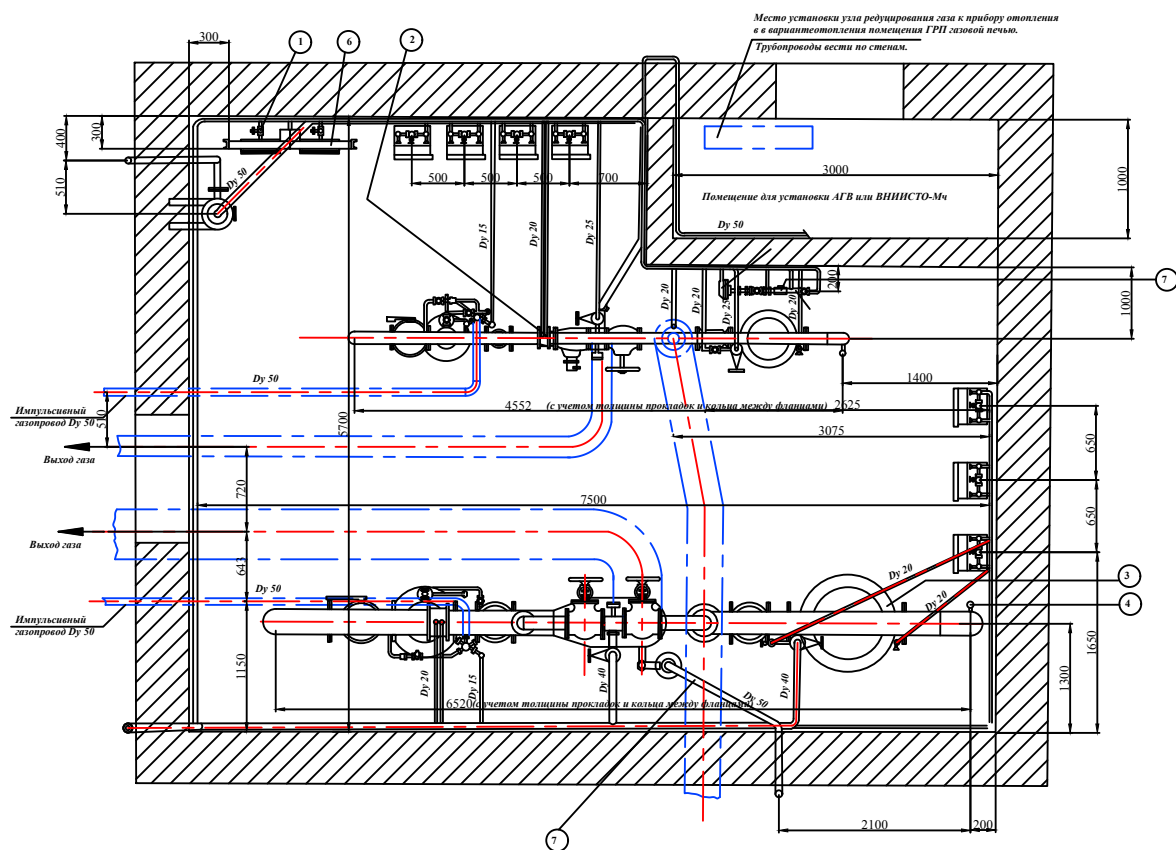 Место установки узла редуцирования газа к прибору отопления
в в вариантеотопления помещения ГРП газовой печью.
Трубопроводы вести по стенам.
300
1
6
2
400
300
510
Dy 50
500
500
500
700
3000
1000
Помещение для установки АГВ или ВНИИСТО-Мч
Dy 50
Dy 15
Dy 20
Dy 25
Dy 20
Dy 20
Dy 25
Dy 20
200
7
1000
Dy 50
1400
4552
(с учетом толщины прокладок и кольца между фланцами)
2625
Импульсивный
газопровод Dy 50
510
5700
3075
650
Выход газа
720
7500
650
Выход газа
643
Dy 50
Dy 20
Dy 20
3
4
Импульсивный
газопровод Dy 50
1150
Dy 20
Dy 15
Dy 40
Dy 50
Dy 40
1300
1650
6520
(с учетом толщины прокладок и кольца между фланцами)
7
2100
200